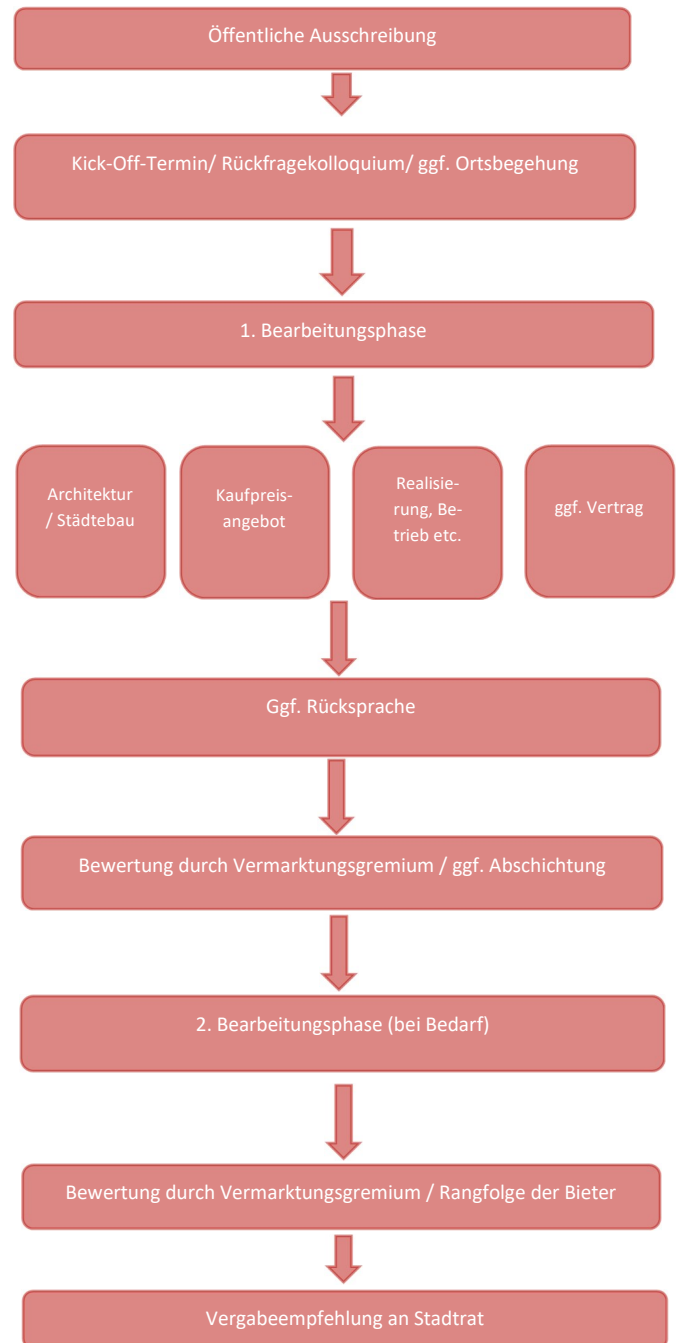 Öffentliche Ausschreibung
Kick-Off-Termin/ Rückfragekolloquium/ ggf. Ortsbegehung
1. Bearbeitungsphase
Architektur
/ Städtebau
Kaufpreis-
angebot
Realisie-
rung, Be-
trieb etc.
ggf. Vertrag
Ggf. Rücksprache
Bewertung durch Vermarktungsgremium / ggf. Abschichtung
2. Bearbeitungsphase (bei Bedarf)
Bewertung durch Vermarktungsgremium / Rangfolge der Bieter
Vergabeempfehlung an Stadtrat